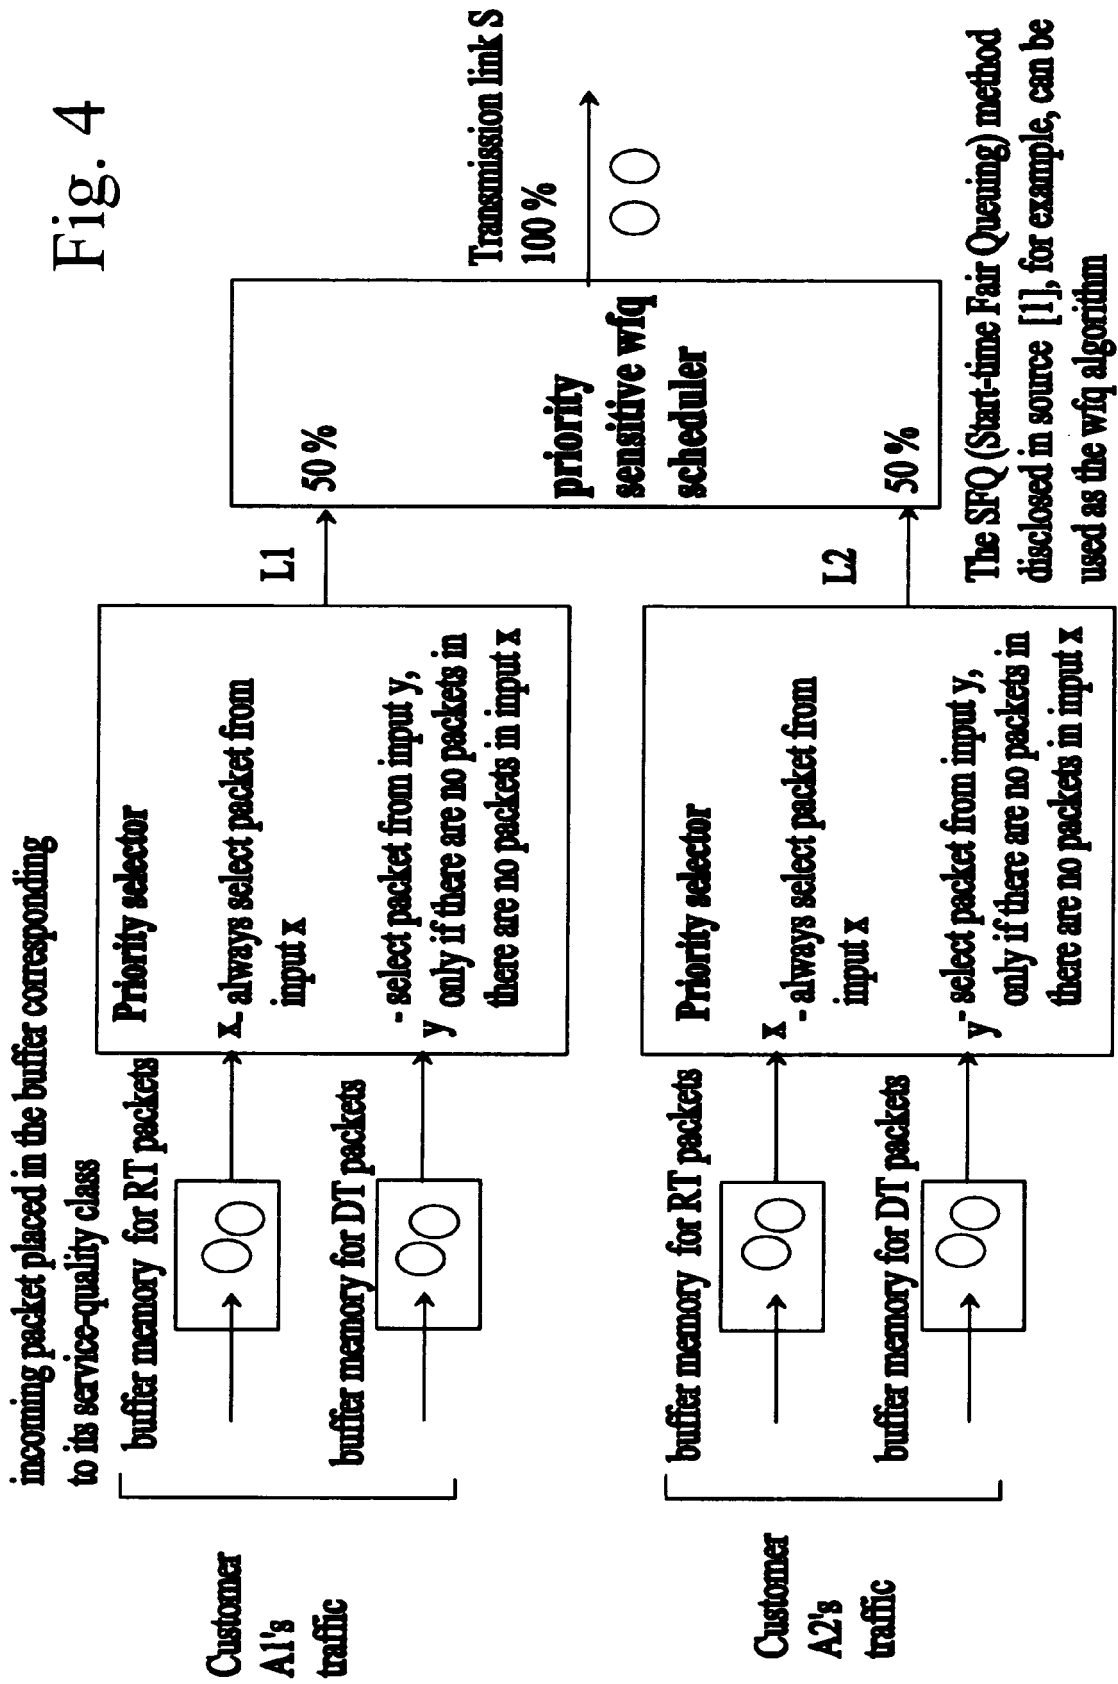 Fig. 4
incoming packet placed in the buffer corresponding
to its service-quality class
buffer memory for RT packets
buffer memory for DT packets
Customer
A1's
traffic
Priority selector
x
- always select packet from
input x
y
- select packet from input y,
only if there are no packets in
there are no packets in input x
L1
50 %
priority
sensitive wfq
scheduler
50 %
Transmission link S
100 %
buffer memory for RT packets
buffer memory for DT packets
Customer
A2's
traffic
Priority selector
x
- always select packet from
input x
y
- select packet from input y,
only if there are no packets in
there are no packets in input x
L2
The SFQ (Start-time Fair Queuing) method
disclosed in source [1], for example, can be
used as the wfq algorithm